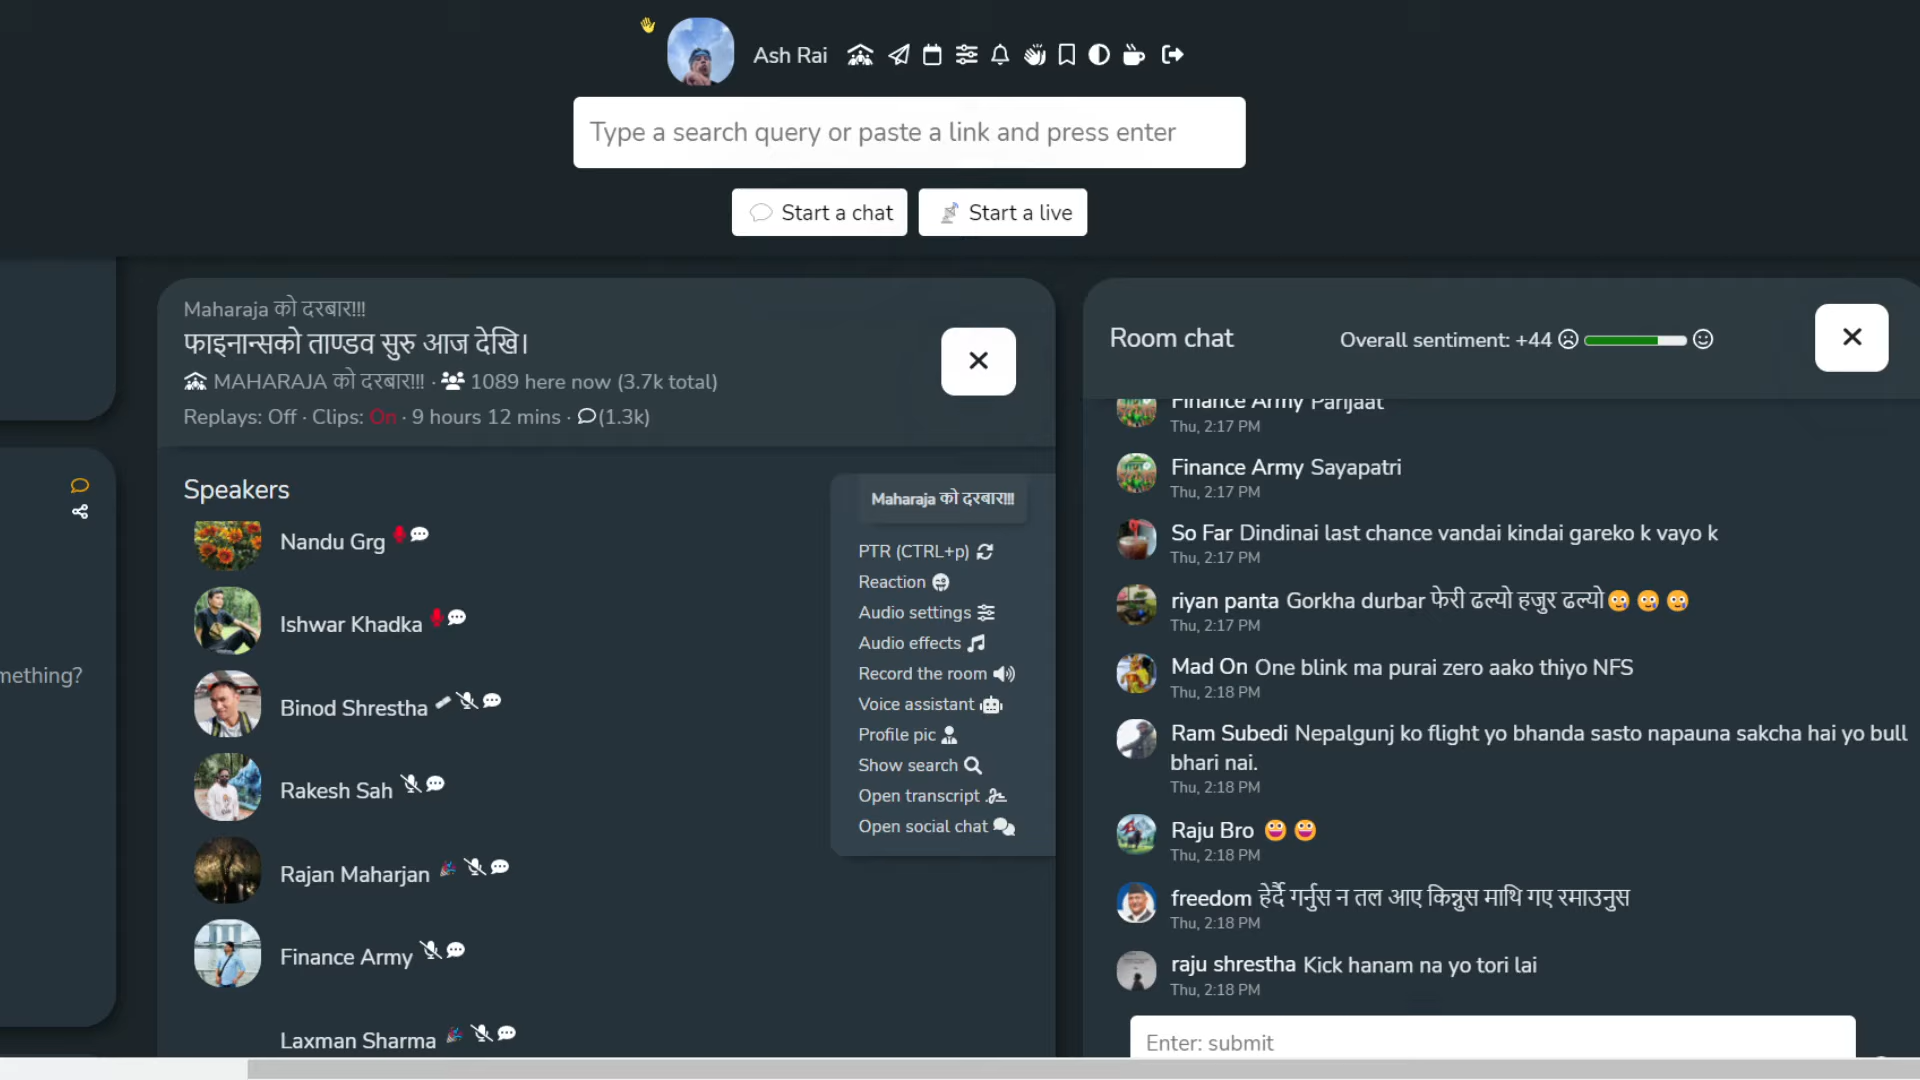 Ash Rai
Type a search query or paste a link and press enter
Start a chat
Start a live
Maharaja को दरबार!!!
फाइनान्सको ताण्डव सुरु आज देखि।
MAHARAJA को दरबार!!! · 1089 here now (3.7k total)
Replays: Off · Clips: On · 9 hours 12 mins · (1.3k)
Speakers
Nandu Grg
Ishwar Khadka
Binod Shrestha
Rakesh Sah
Rajan Maharjan
Finance Army
Laxman Sharma
Maharaja को दरबार!!!
PTR (CTRL+p)
Reaction
Audio settings
Audio effects
Record the room
Voice assistant
Profile pic
Show search
Open transcript
Open social chat
mething?
Room chat
Overall sentiment: +44
Finance Army Parijaat
Thu, 2:17 PM
Finance Army Sayapatri
Thu, 2:17 PM
So Far Dindinai last chance vandai kindai gareko k vayo k
Thu, 2:17 PM
riyan panta Gorkha durbar फेरी ढल्यो हजुर ढल्यो😳😳😳
Thu, 2:17 PM
Mad On One blink ma purai zero aako thiyo NFS
Thu, 2:18 PM
Ram Subedi Nepalgunj ko flight yo bhanda sasto napauna sakcha hai yo bull
bhari nai.
Thu, 2:18 PM
Raju Bro
Thu, 2:18 PM
freedom हेर्दै गर्नुस न तल आए किन्नुस माथि गए रमाउनुस
Thu, 2:18 PM
raju shrestha Kick hanam na yo tori lai
Thu, 2:18 PM
Enter: submit